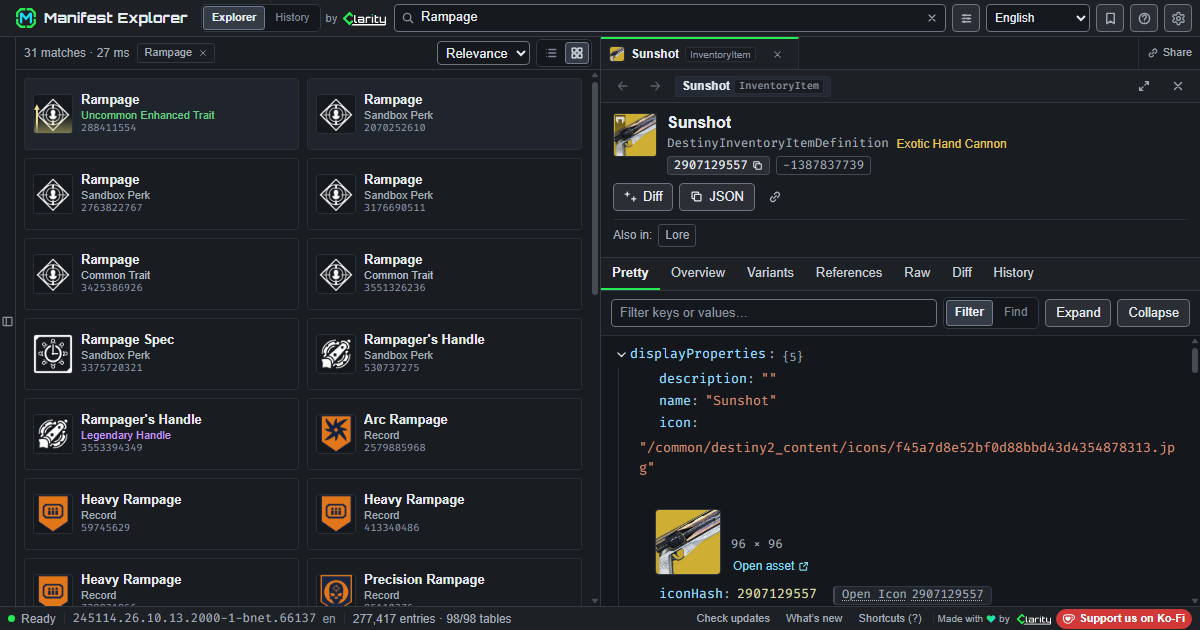 Manifest Explorer Explorer History by Clarity Rampage English
31 matches · 27 ms Rampage Relevance
Rampage
Uncommon Enhanced Trait
288411554
Rampage
Sandbox Perk
2070252610
Rampage
Sandbox Perk
2763822767
Rampage
Sandbox Perk
3176690511
Rampage
Common Trait
3425386926
Rampage
Common Trait
3551326236
Rampage Spec
Sandbox Perk
3375720321
Rampager's Handle
Sandbox Perk
530737275
Rampager's Handle
Legendary Handle
3553394349
Arc Rampage
Record
2579885968
Heavy Rampage
Record
59745629
Heavy Rampage
Record
413340486
Heavy Rampage
Record
Precision Rampage
Record
Sunshot InventoryItem
Share
Sunshot InventoryItem
Sunshot
DestinyInventoryItemDefinition Exotic Hand Cannon
2907129557 -1387837739
Diff JSON
Also in: Lore
Pretty Overview Variants References Raw Diff History
Filter keys or values... Filter Find Expand Collapse
displayProperties: {5}
description: ""
name: "Sunshot"
icon:
"/common/destiny2_content/icons/f45a7d8e52bf0d88bbd43d4354878313.jp
g"
96 × 96
Open asset
iconHash: 2907129557 Open Icon 2907129557
Ready 245114.26.10.13.2000-1-bnet.66137 en 277,417 entries · 98/98 tables Check updates What's new Shortcuts (?) Made with by Clarity Support us on Ko-Fi